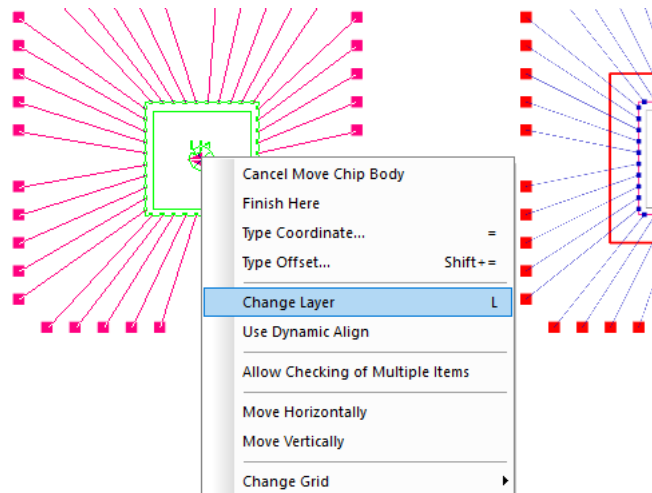 Cancel Move Chip Body
Finish Here
Type Coordinate... =
Type Offset... Shift+=
Change Layer L
Use Dynamic Align
Allow Checking of Multiple Items
Move Horizontally
Move Vertically
Change Grid